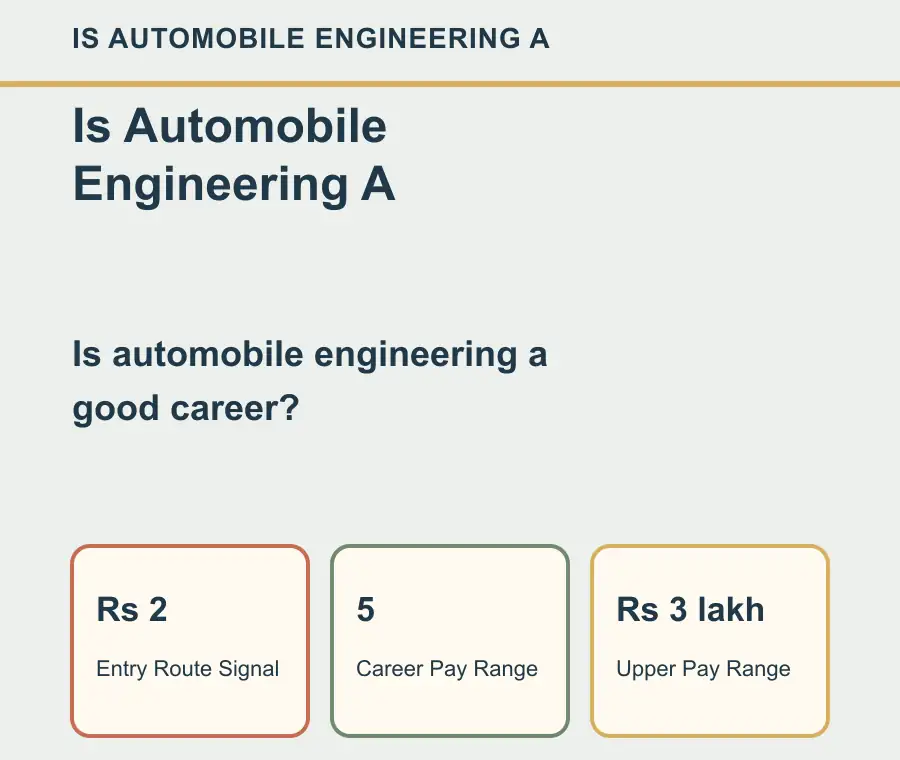 IS AUTOMOBILE ENGINEERING A
Is Automobile
Engineering A
Is automobile engineering a
good career?
Rs 2
Entry Route Signal
5
Career Pay Range
Rs 3 lakh
Upper Pay Range